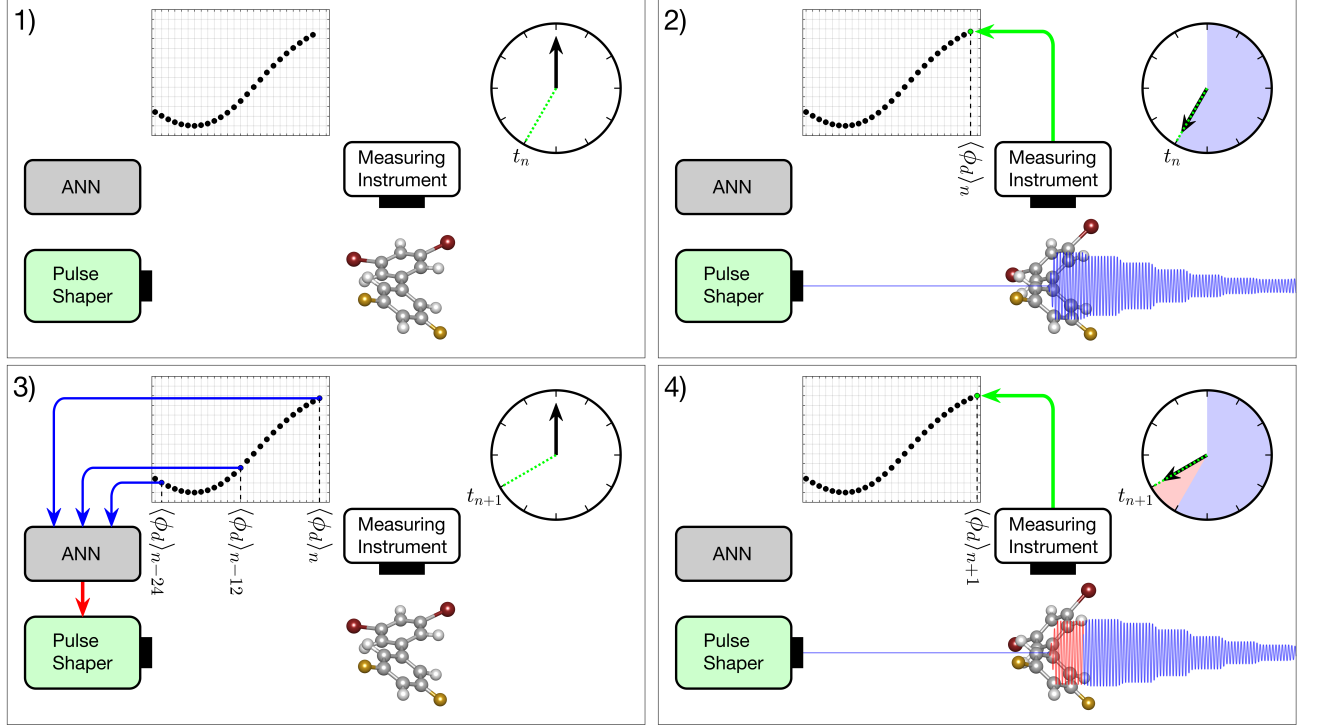 1)
t_n
ANN
Measuring
Instrument
Pulse
Shaper
2)
t_n
⟨ϕ_d⟩_n
ANN
Measuring
Instrument
Pulse
Shaper
3)
t_{n+1}
⟨ϕ_d⟩_{n−24}
⟨ϕ_d⟩_{n−12}
⟨ϕ_d⟩_n
ANN
Measuring
Instrument
Pulse
Shaper
4)
t_{n+1}
⟨ϕ_d⟩_{n+1}
ANN
Measuring
Instrument
Pulse
Shaper